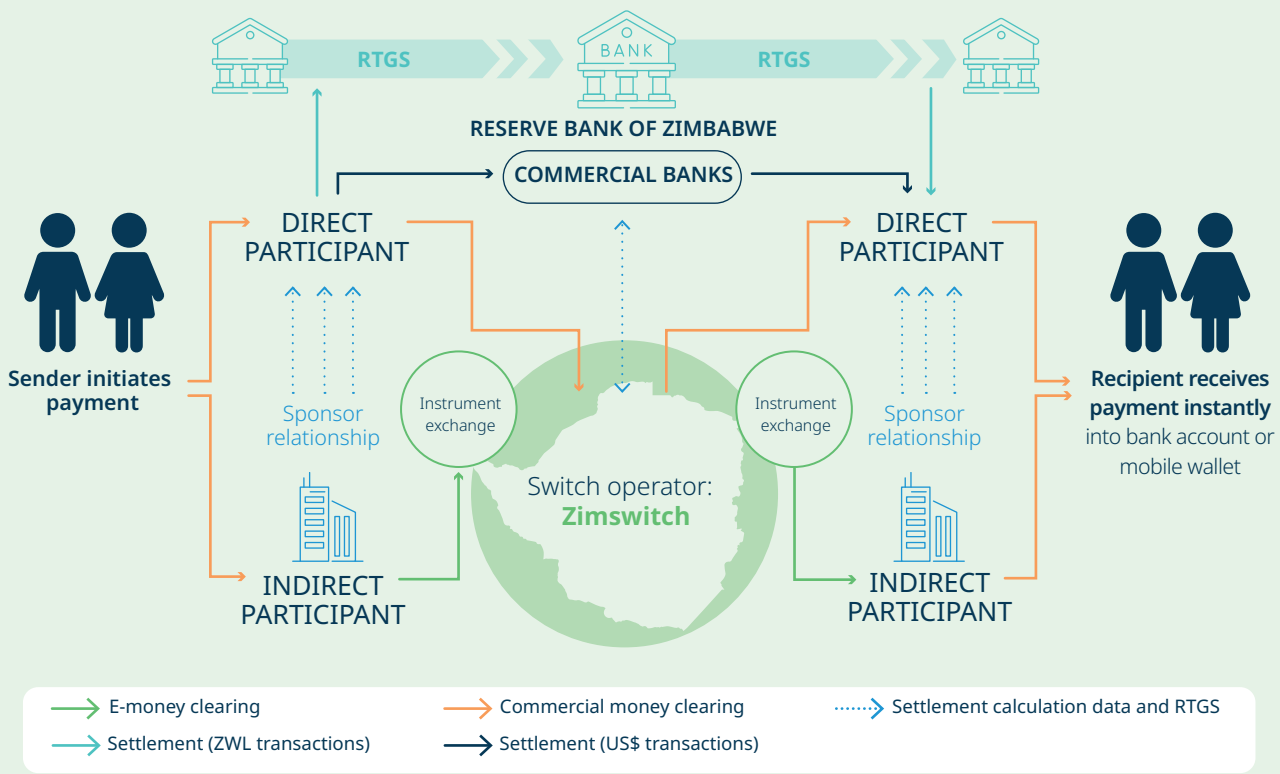 RTGS
BANK
RTGS
RESERVE BANK OF ZIMBABWE
COMMERCIAL BANKS
DIRECT
PARTICIPANT
DIRECT
PARTICIPANT
Sender initiates
payment
Sponsor
relationship
Instrument
exchange
Instrument
exchange
Sponsor
relationship
Recipient receives
payment instantly
into bank account or
mobile wallet
Switch operator:
Zimswitch
INDIRECT
PARTICIPANT
INDIRECT
PARTICIPANT
E-money clearing
Commercial money clearing
Settlement calculation data and RTGS
Settlement (ZWL transactions)
Settlement (US$ transactions)